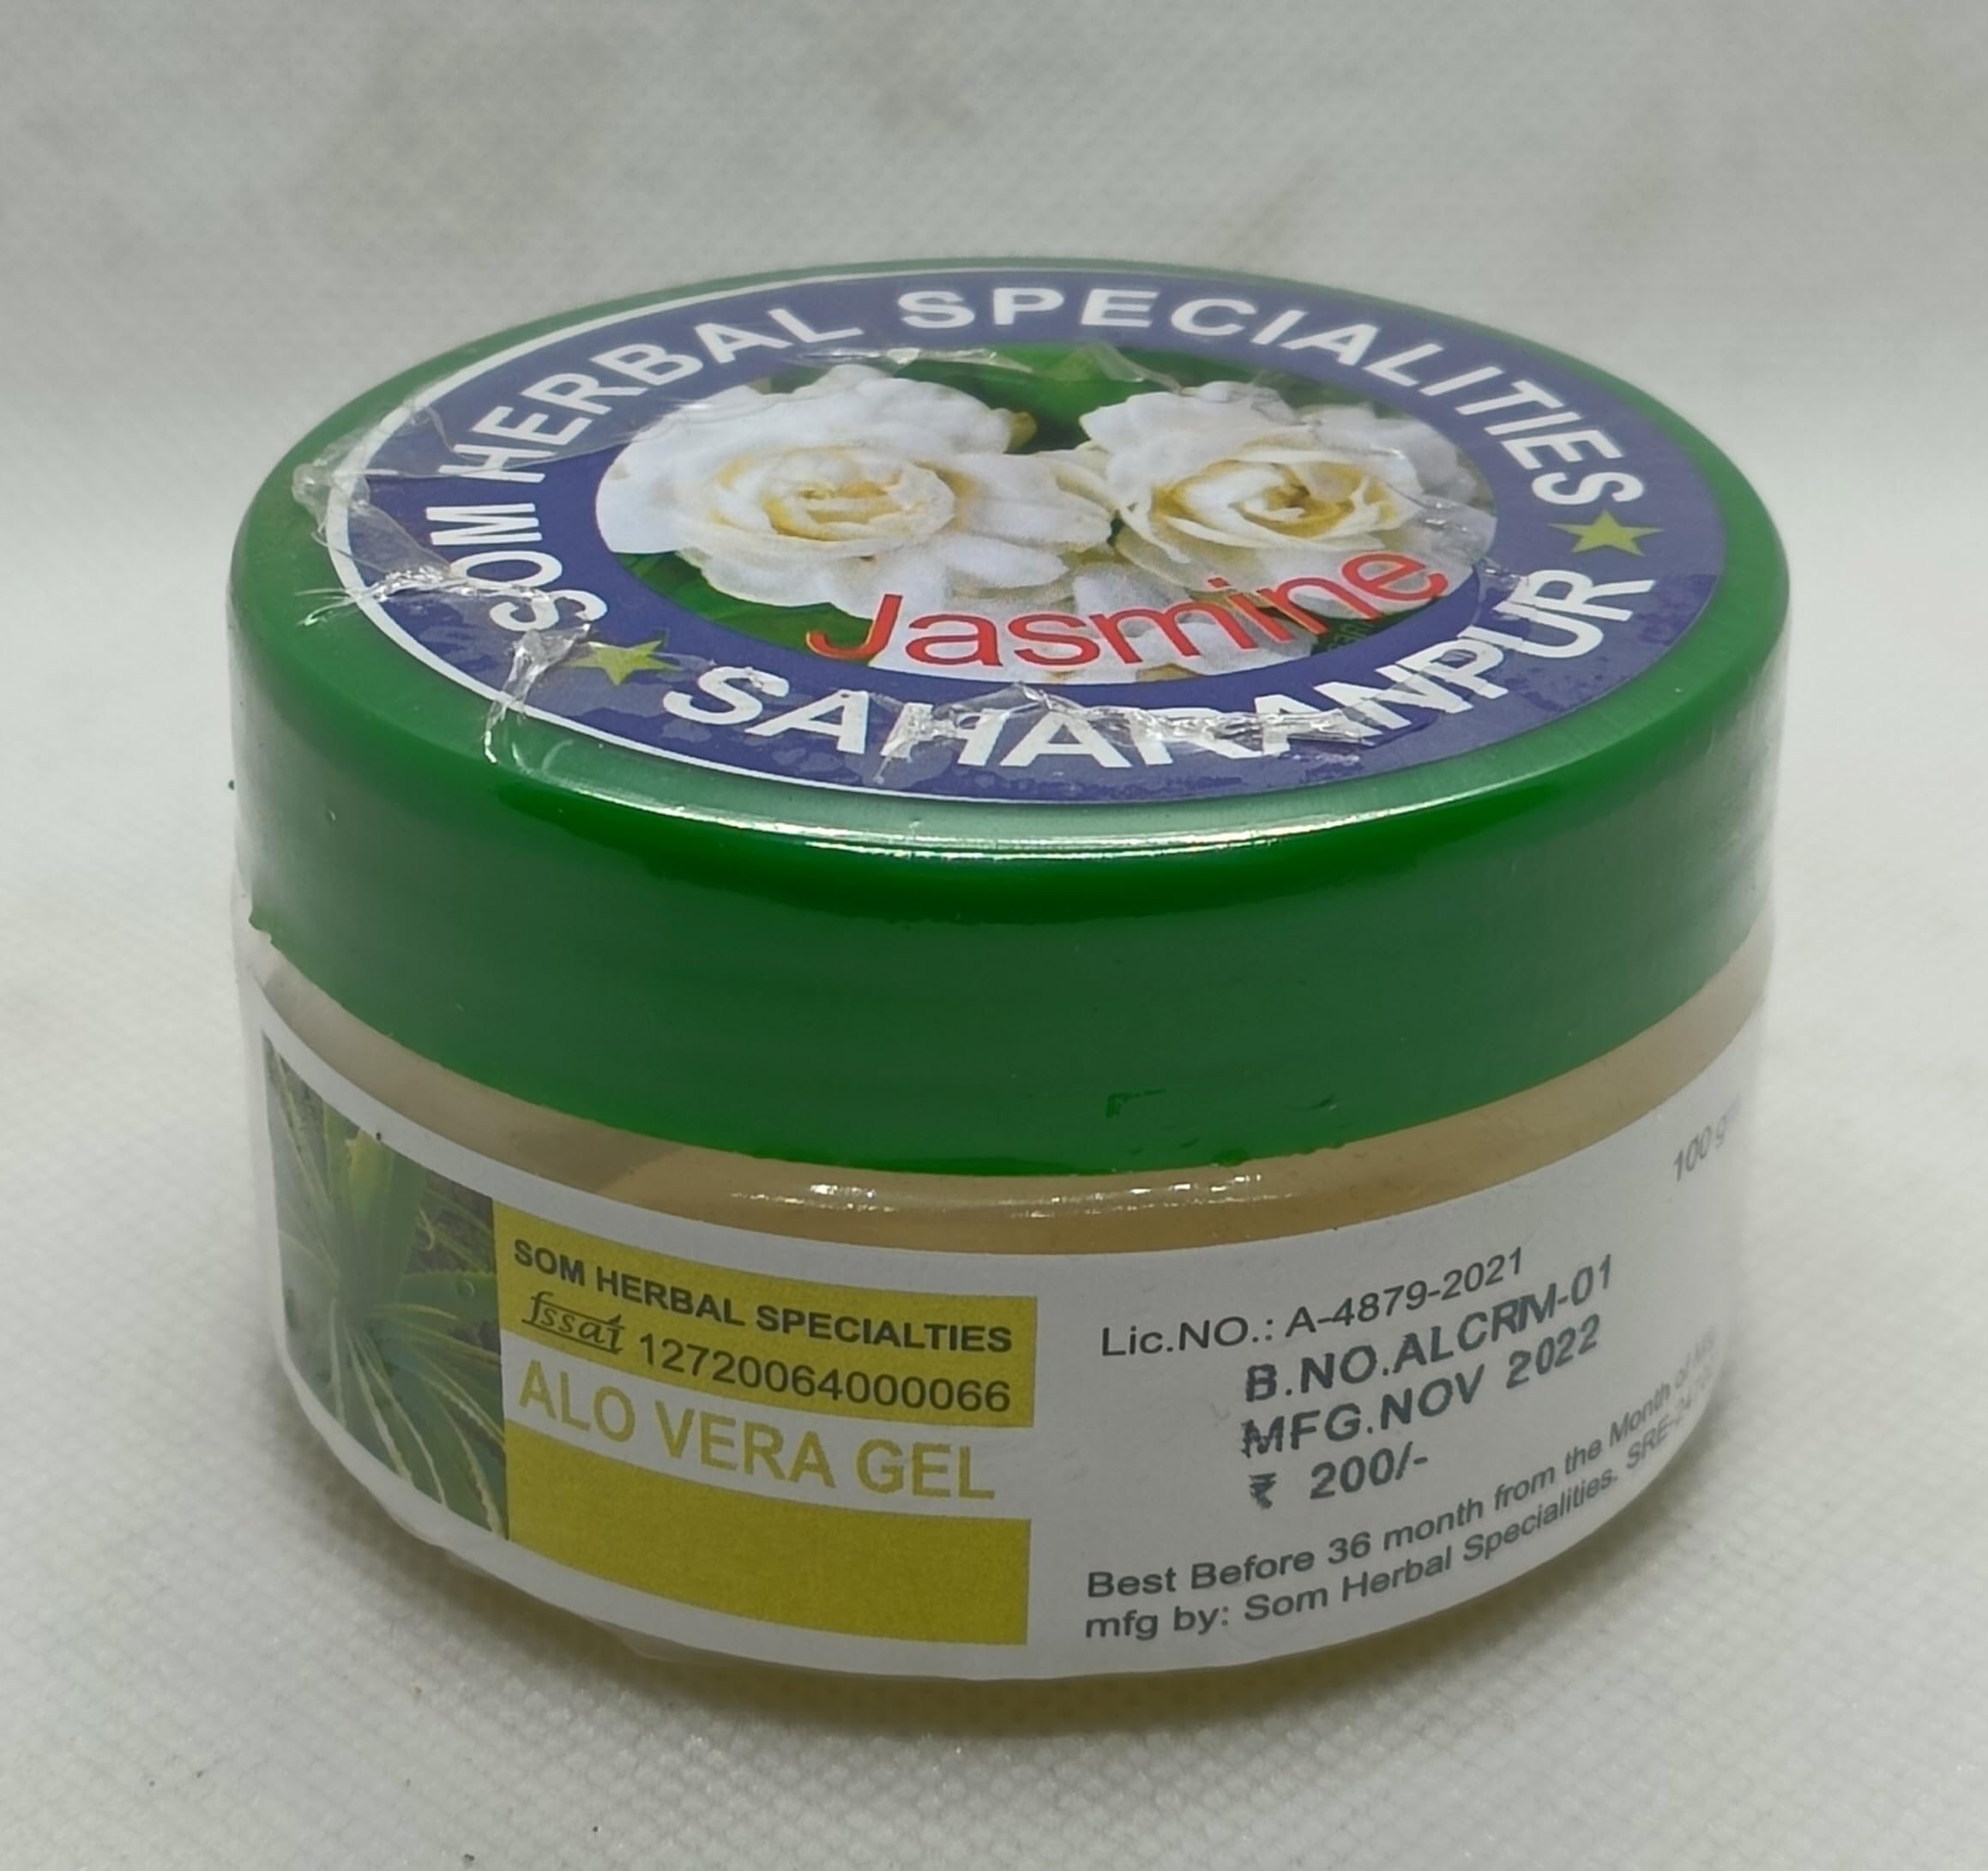 SOM HERBAL SPECIALITIES
Jasmine
SAHARANPUR
SOM HERBAL SPECIALTIES
fssai 12720064000066
ALO VERA GEL
100 g
Lic.NO.: A-4879-2021
B.NO.ALCRM-01
MFG.NOV 2022
₹ 200/-
Best Before 36 month from the Month of
mfg by: Som Herbal Specialities.